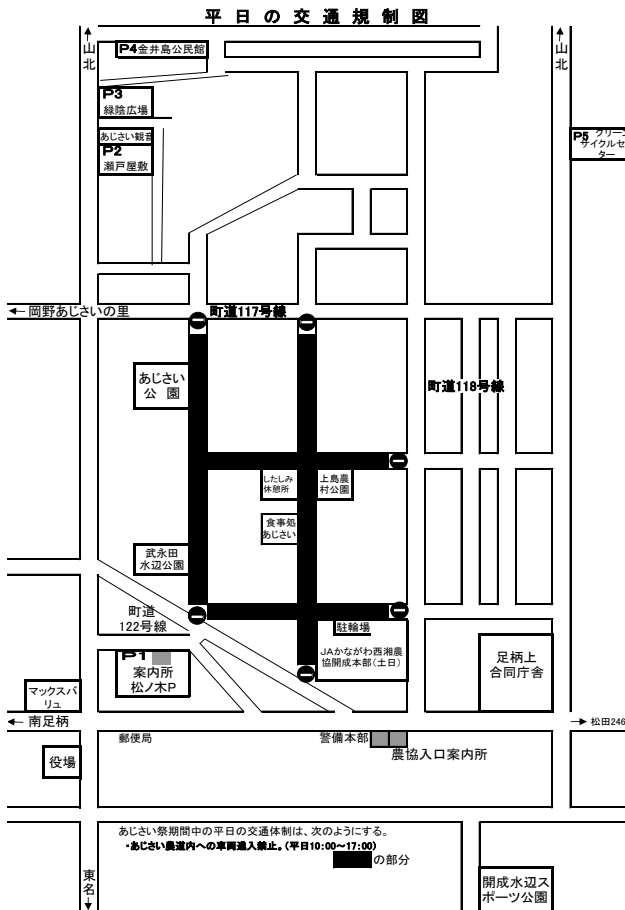 平日の交通規制図
↑山北
↑山北
P4金井島公民館
P3
緑陰広場
あじさい観音
P2
瀬戸屋敷
P5 グリーン
サイクルセン
ター
← 岡野あじさいの里
町道117号線
あじさい
公 園
町道118号線
したしみ
休憩所
上島農
村公園
食事処
あじさい
武永田
水辺公園
町道
122号線
駐輪場
P1
案内所
松ノ木P
JAかながわ西湘農
協開成本部(土日)
足柄上
合同庁舎
マックスバ
リュ
← 南足柄
→ 松田246
郵便局
警備本部
農協入口案内所
役場
あじさい祭期間中の平日の交通体制は、次のようにする。
・あじさい農道内への車両進入禁止。(平日10:00~17:00)
の部分
東名↓
開成水辺ス
ポーツ公園